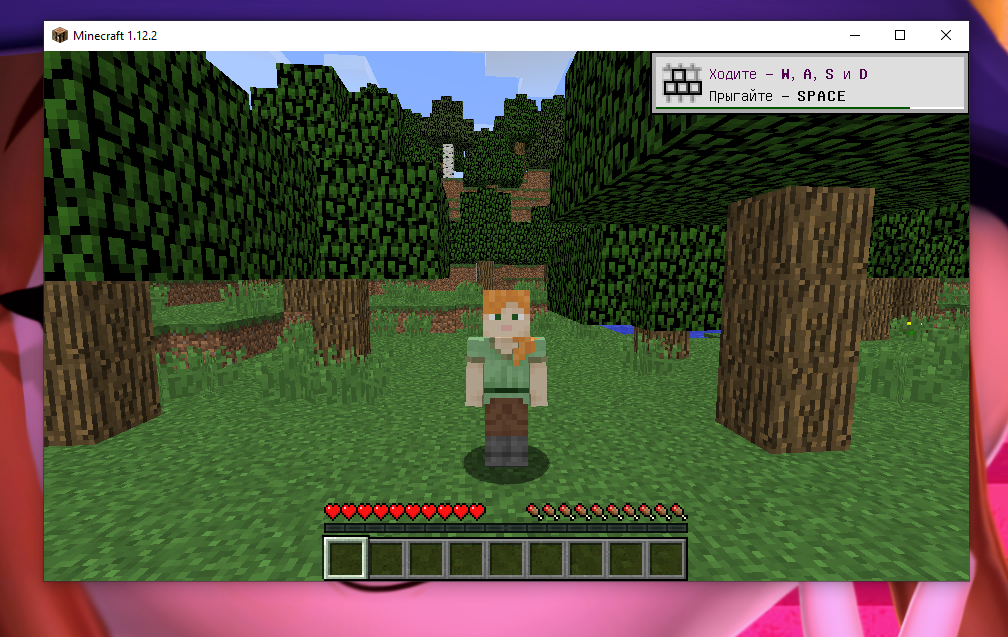 Minecraft 1.12.2
Ходите – W, A, S и D
Прыгайте – SPACE